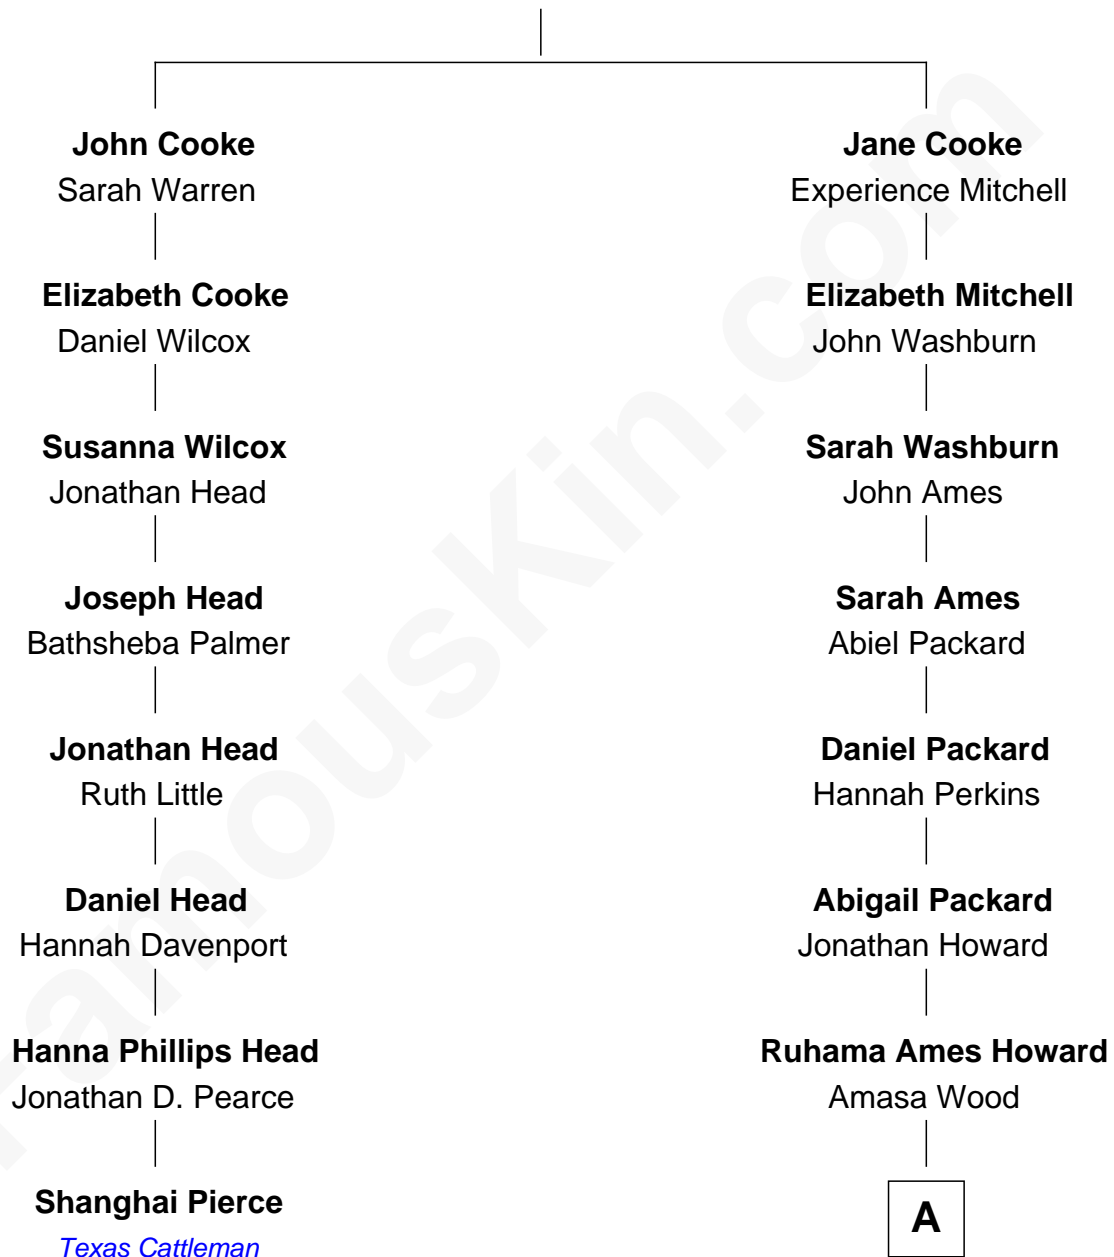 John Cooke
Sarah Warren
Jane Cooke
Experience Mitchell
Elizabeth Cooke
Daniel Wilcox
Elizabeth Mitchell
John Washburn
Susanna Wilcox
Jonathan Head
Sarah Washburn
John Ames
Joseph Head
Bathsheba Palmer
Sarah Ames
Abiel Packard
Jonathan Head
Ruth Little
Daniel Packard
Hannah Perkins
Daniel Head
Hannah Davenport
Abigail Packard
Jonathan Howard
Hanna Phillips Head
Jonathan D. Pearce
Ruhama Ames Howard
Amasa Wood
Shanghai Pierce
Texas Cattleman
A
FamousKin.com